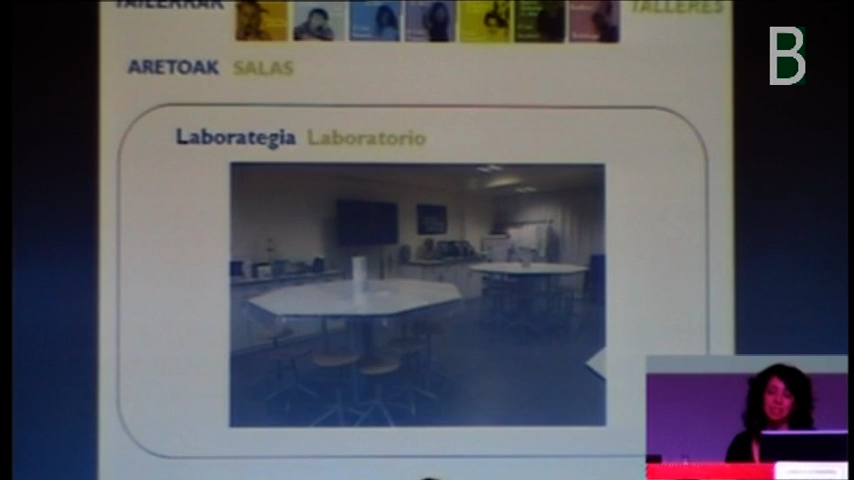 TAILERRAK TALLERES
ARETOAK SALAS
Laborategia Laboratorio
B